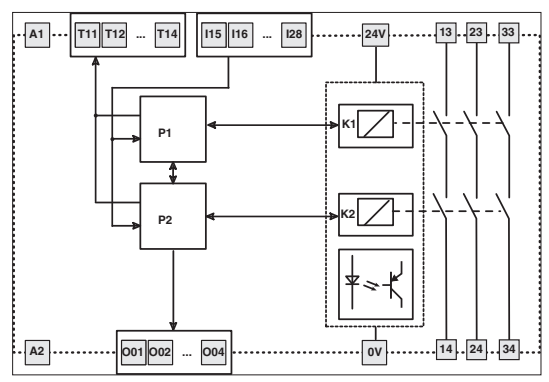 A1 T11 T12 ... T14 I15 I16 ... I28 24V 13 23 33
P1 K1
P2 K2
A2 O01 O02 ... O04 0V 14 24 34